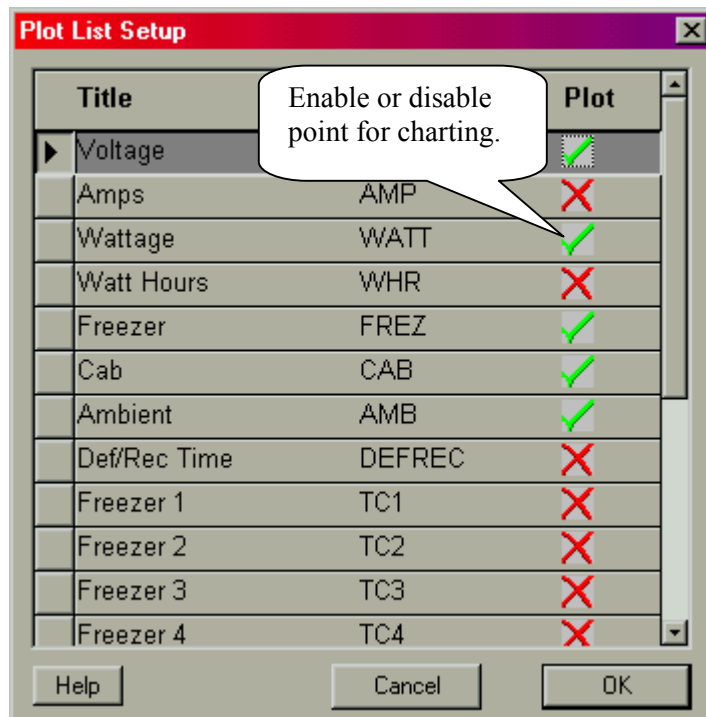 Plot List Setup
Title Plot
Enable or disable
point for charting.
Voltage
Amps AMP
Wattage WATT
Watt Hours WHR
Freezer FREZ
Cab CAB
Ambient AMB
Def/Rec Time DEFREC
Freezer 1 TC1
Freezer 2 TC2
Freezer 3 TC3
Freezer 4 TC4
Help Cancel OK